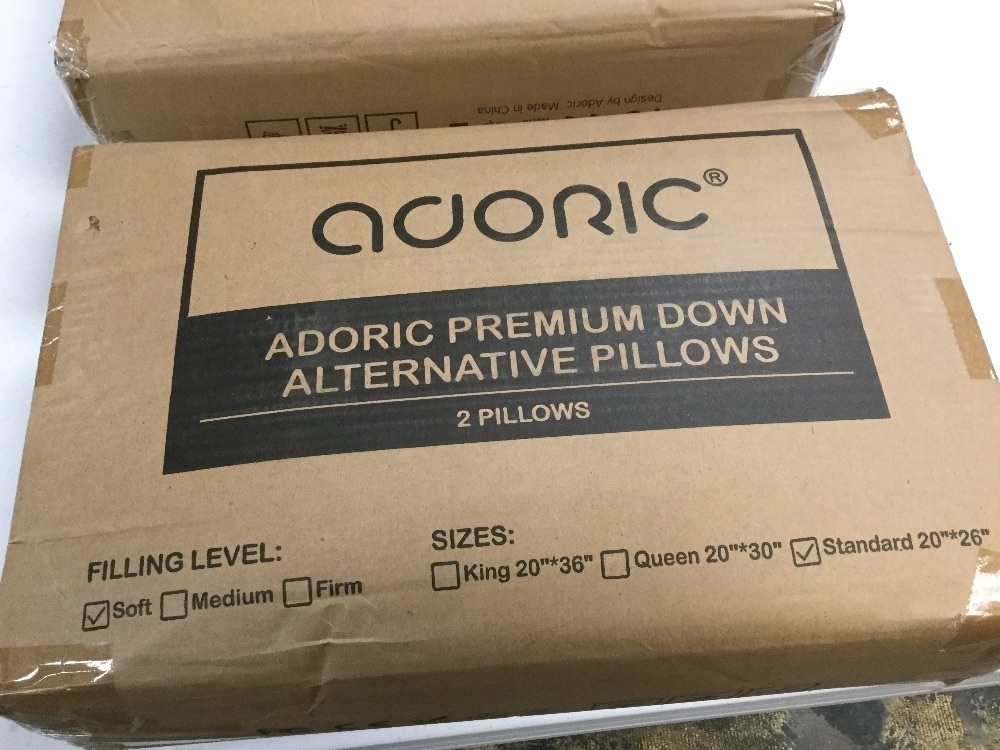 Design by Adoric Made in China
adoric®
ADORIC PREMIUM DOWN
ALTERNATIVE PILLOWS
2 PILLOWS
FILLING LEVEL:
Soft Medium Firm
SIZES:
King 20"*36" Queen 20"*30" Standard 20"*26"